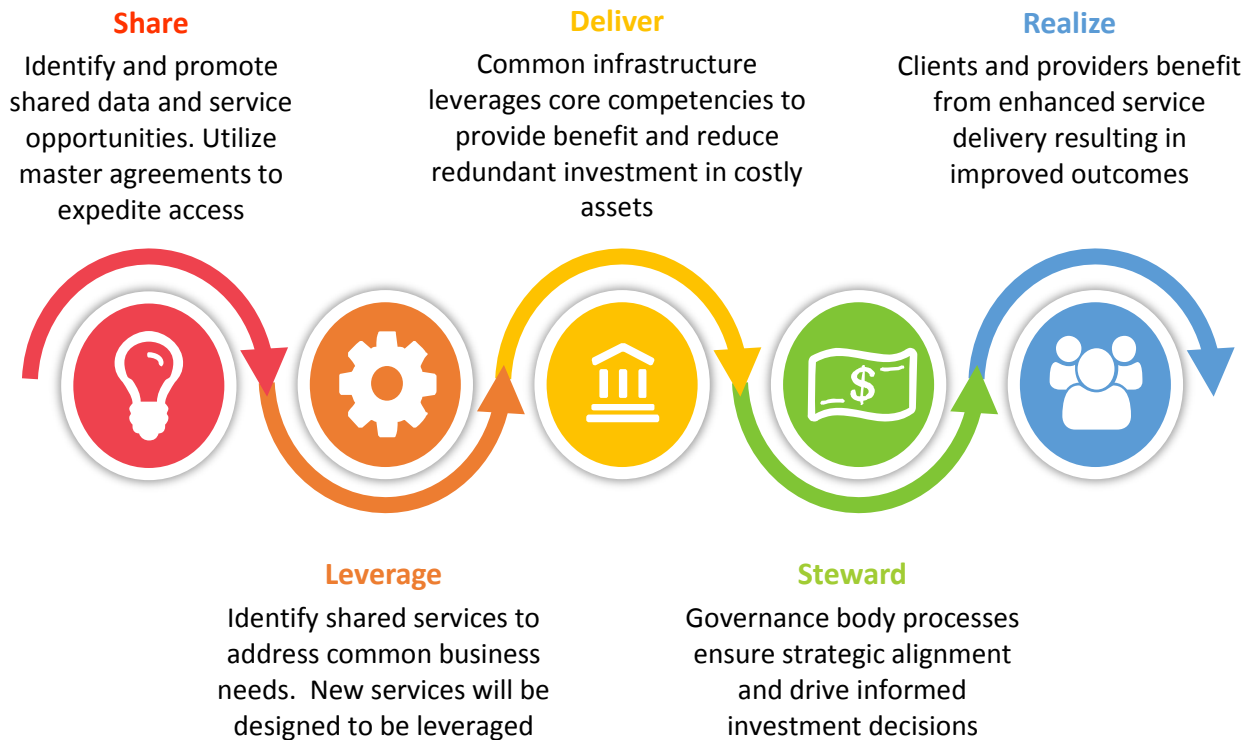 Share
Identify and promote
shared data and service
opportunities. Utilize
master agreements to
expedite access
Deliver
Common infrastructure
leverages core competencies to
provide benefit and reduce
redundant investment in costly
assets
Realize
Clients and providers benefit
from enhanced service
delivery resulting in
improved outcomes
$
Leverage
Identify shared services to
address common business
needs.  New services will be
designed to be leveraged
Steward
Governance body processes
ensure strategic alignment
and drive informed
investment decisions